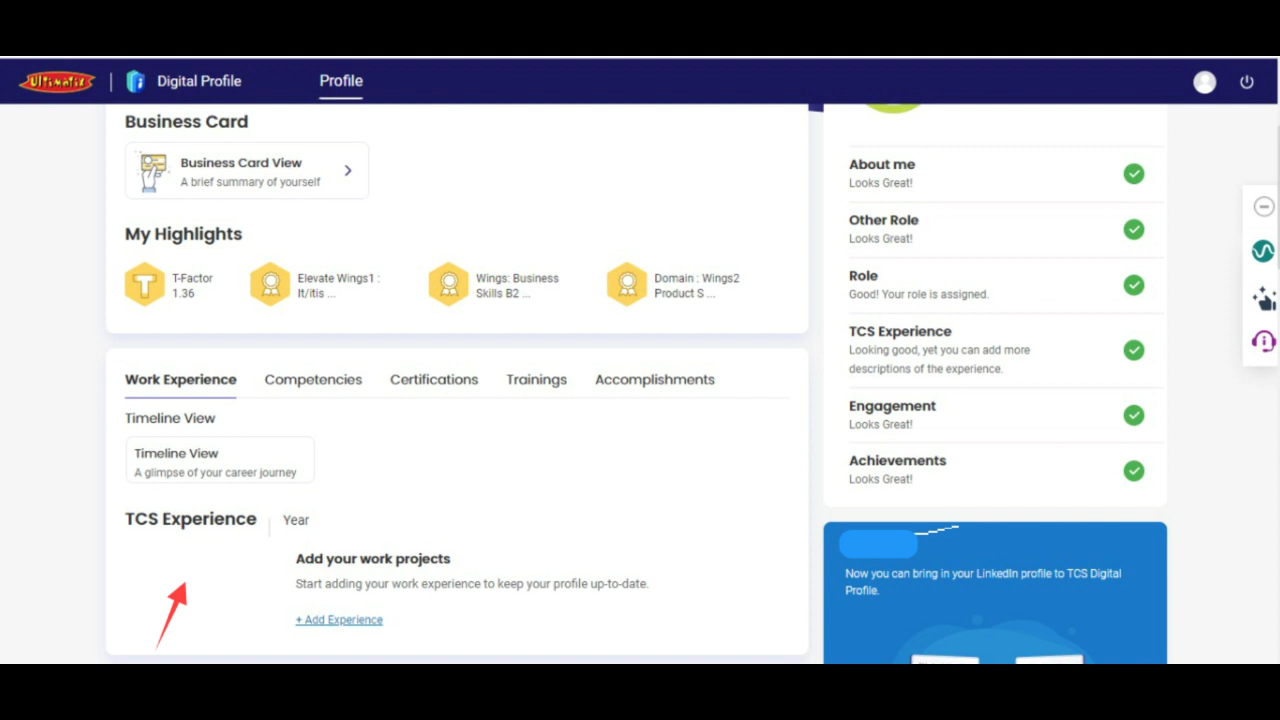 Ultimatix
Digital Profile
Profile
Business Card
Business Card View
A brief summary of yourself
My Highlights
T-Factor
1.36
Elevate Wings1 :
It/itis ...
Wings: Business
Skills B2 ...
Domain : Wings2
Product S ...
Work Experience
Competencies
Certifications
Trainings
Accomplishments
Timeline View
Timeline View
A glimpse of your career journey
TCS Experience
Year
Add your work projects
Start adding your work experience to keep your profile up-to-date.
+ Add Experience
About me
Looks Great!
Other Role
Looks Great!
Role
Good! Your role is assigned.
TCS Experience
Looking good, yet you can add more
descriptions of the experience.
Engagement
Looks Great!
Achievements
Looks Great!
Now you can bring in your LinkedIn profile to TCS Digital
Profile.